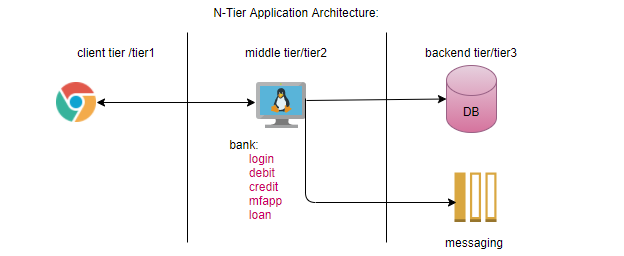 N-Tier Application Architecture:
client tier /tier1
middle tier/tier2
backend tier/tier3
DB
bank:
login
debit
credit
mfapp
loan
messaging